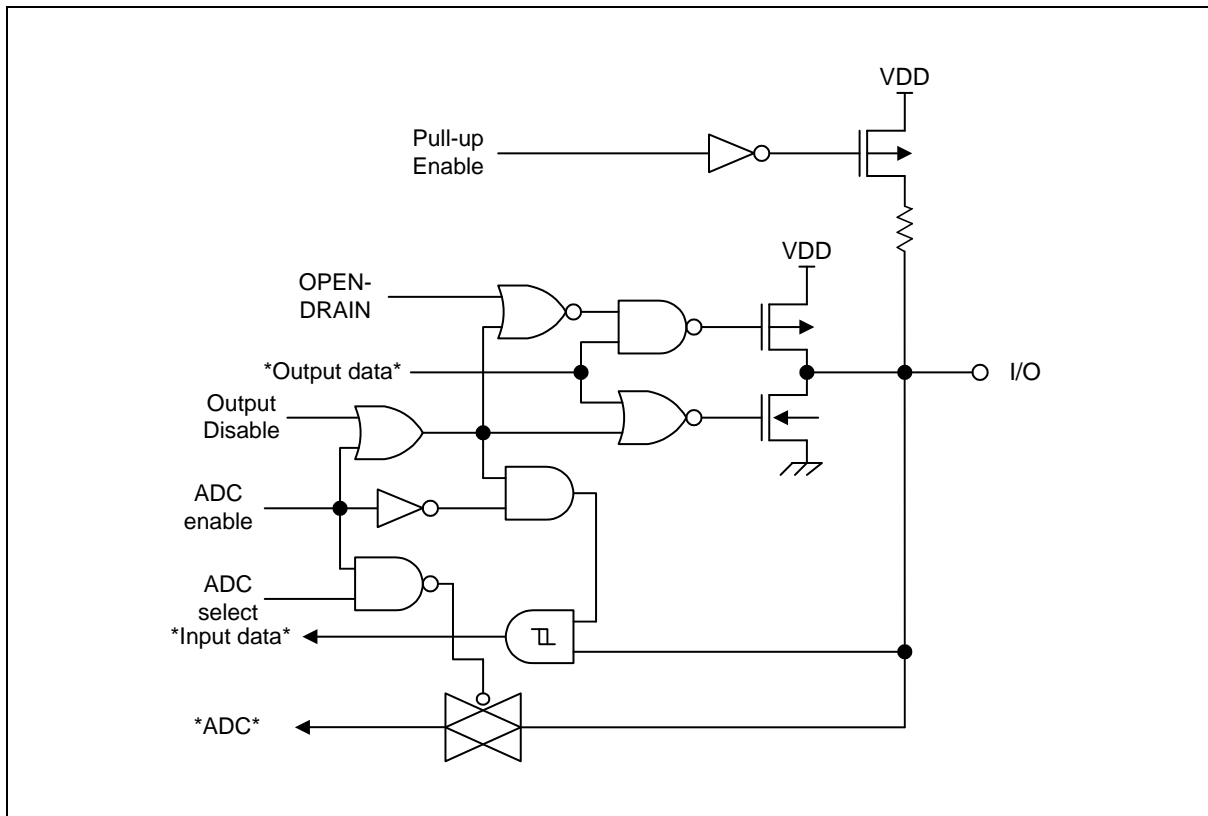 VDD
Pull-up
Enable
VDD
OPEN-
DRAIN
*Output data*
I/O
Output
Disable
ADC
enable
ADC
select
*Input data*
*ADC*